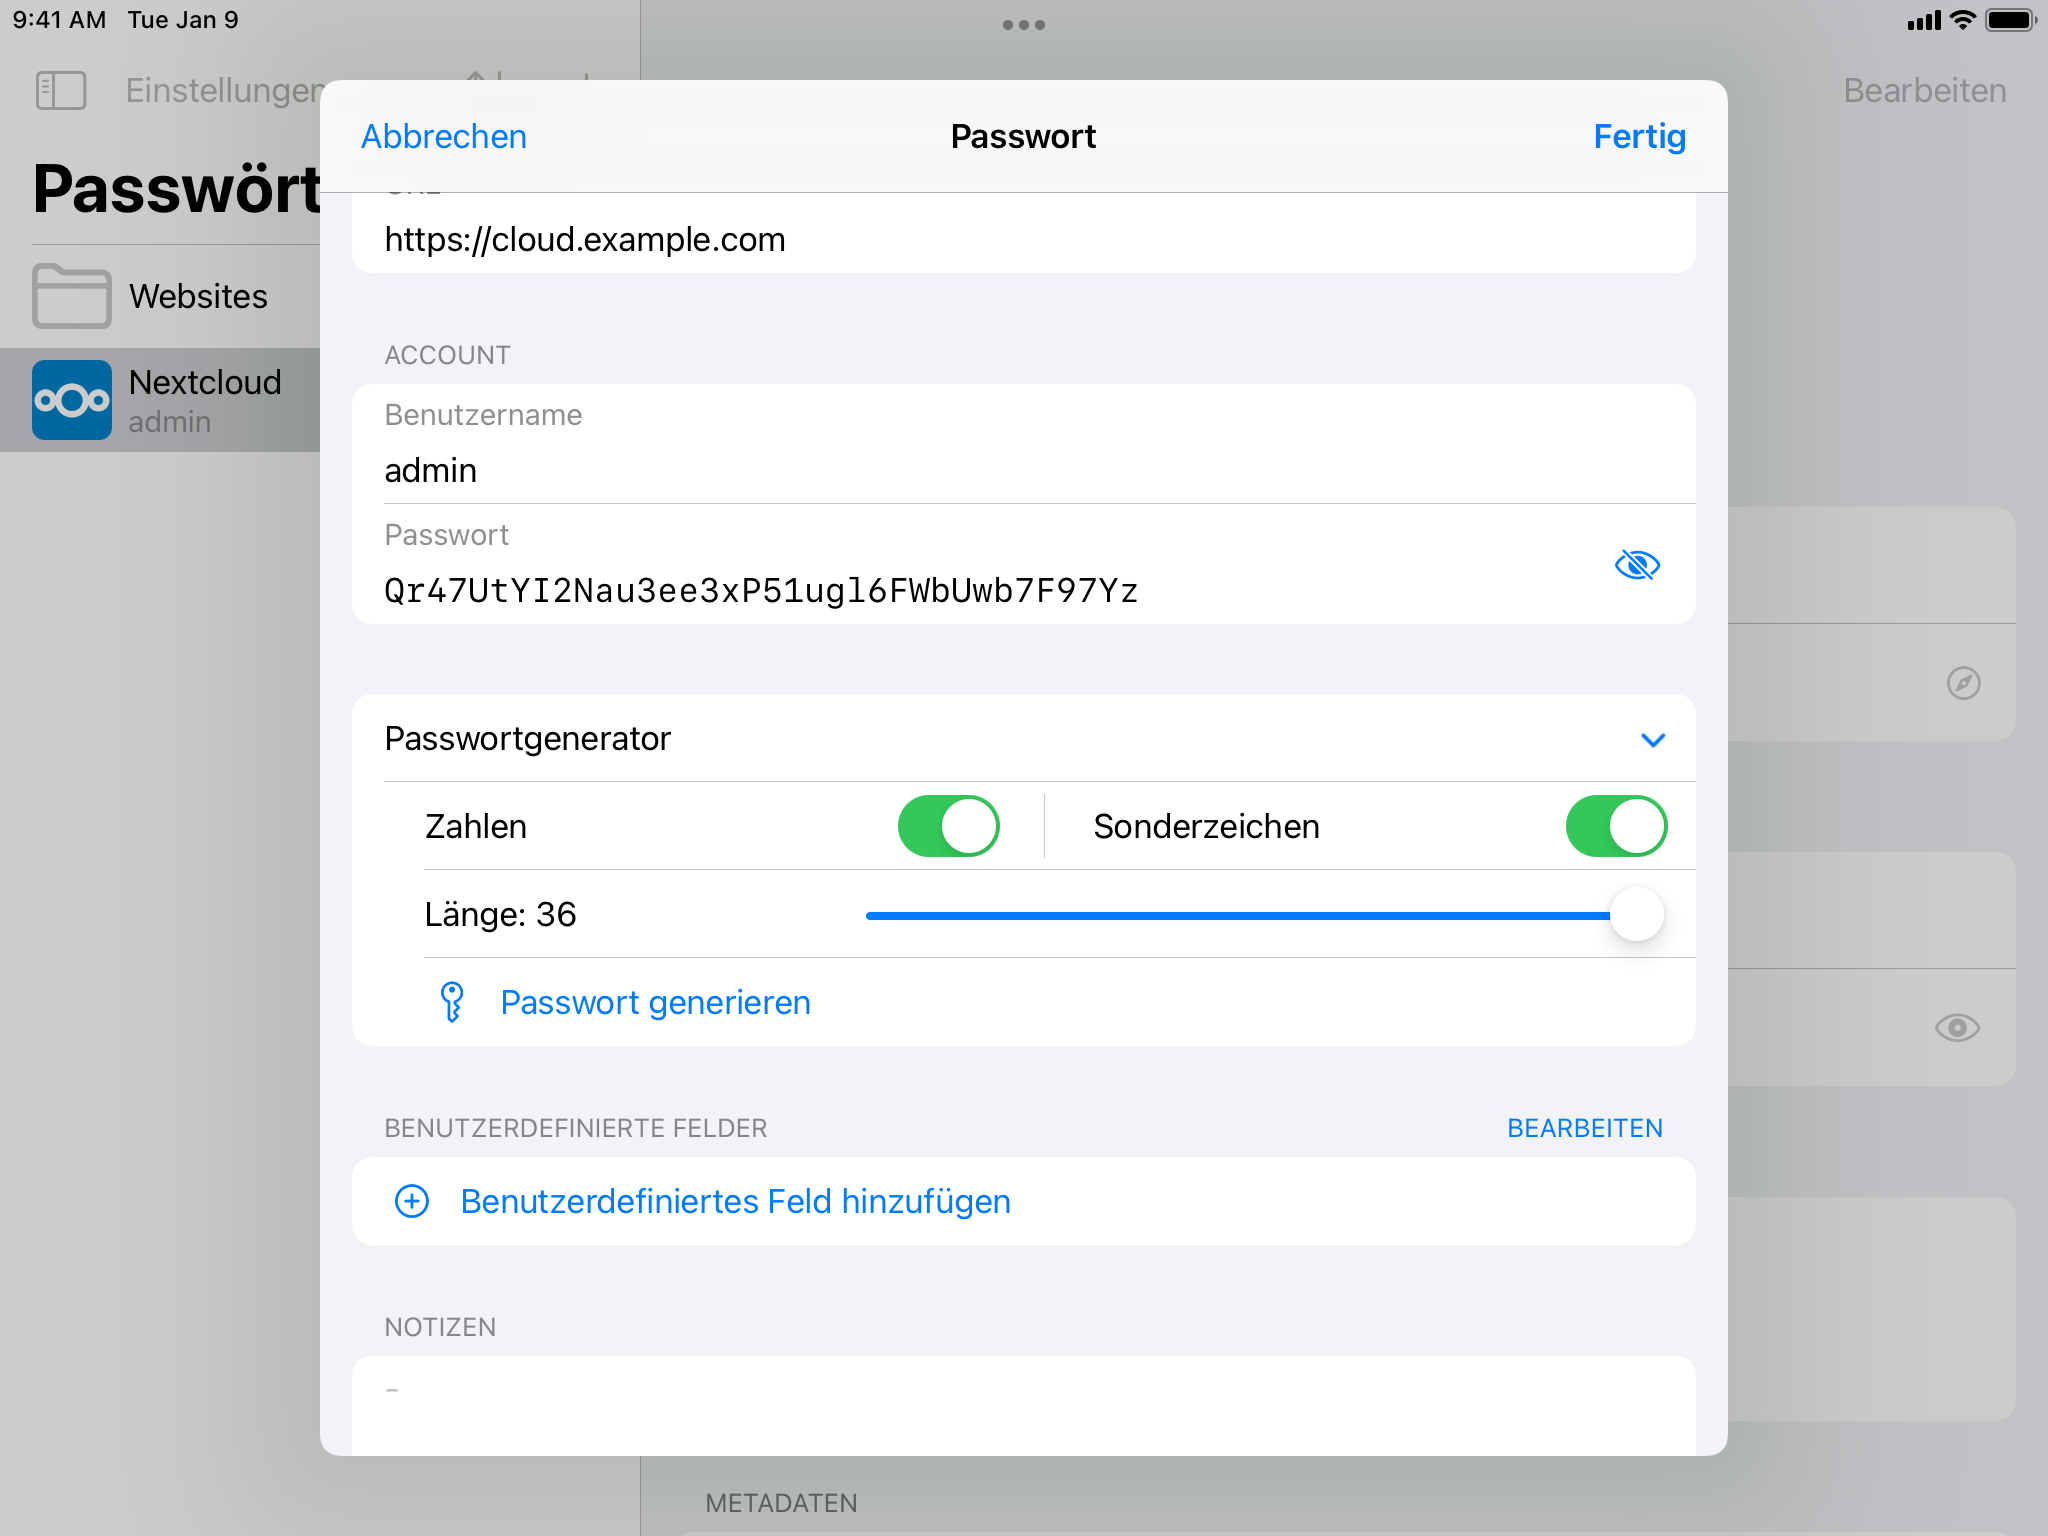 9:41 AM Tue Jan 9
Einstellungen
Bearbeiten
Abbrechen
Passwort
Fertig
Websites
Nextcloud
admin
https://cloud.example.com
ACCOUNT
Benutzername
admin
Passwort
Qr47UtYI2Nau3ee3xP51ugl6FWbUwb7F97Yz
Passwortgenerator
Zahlen
Sonderzeichen
Länge: 36
Passwort generieren
BENUTZERDEFINIERTE FELDER
BEARBEITEN
Benutzerdefiniertes Feld hinzufügen
NOTIZEN
-
METADATEN